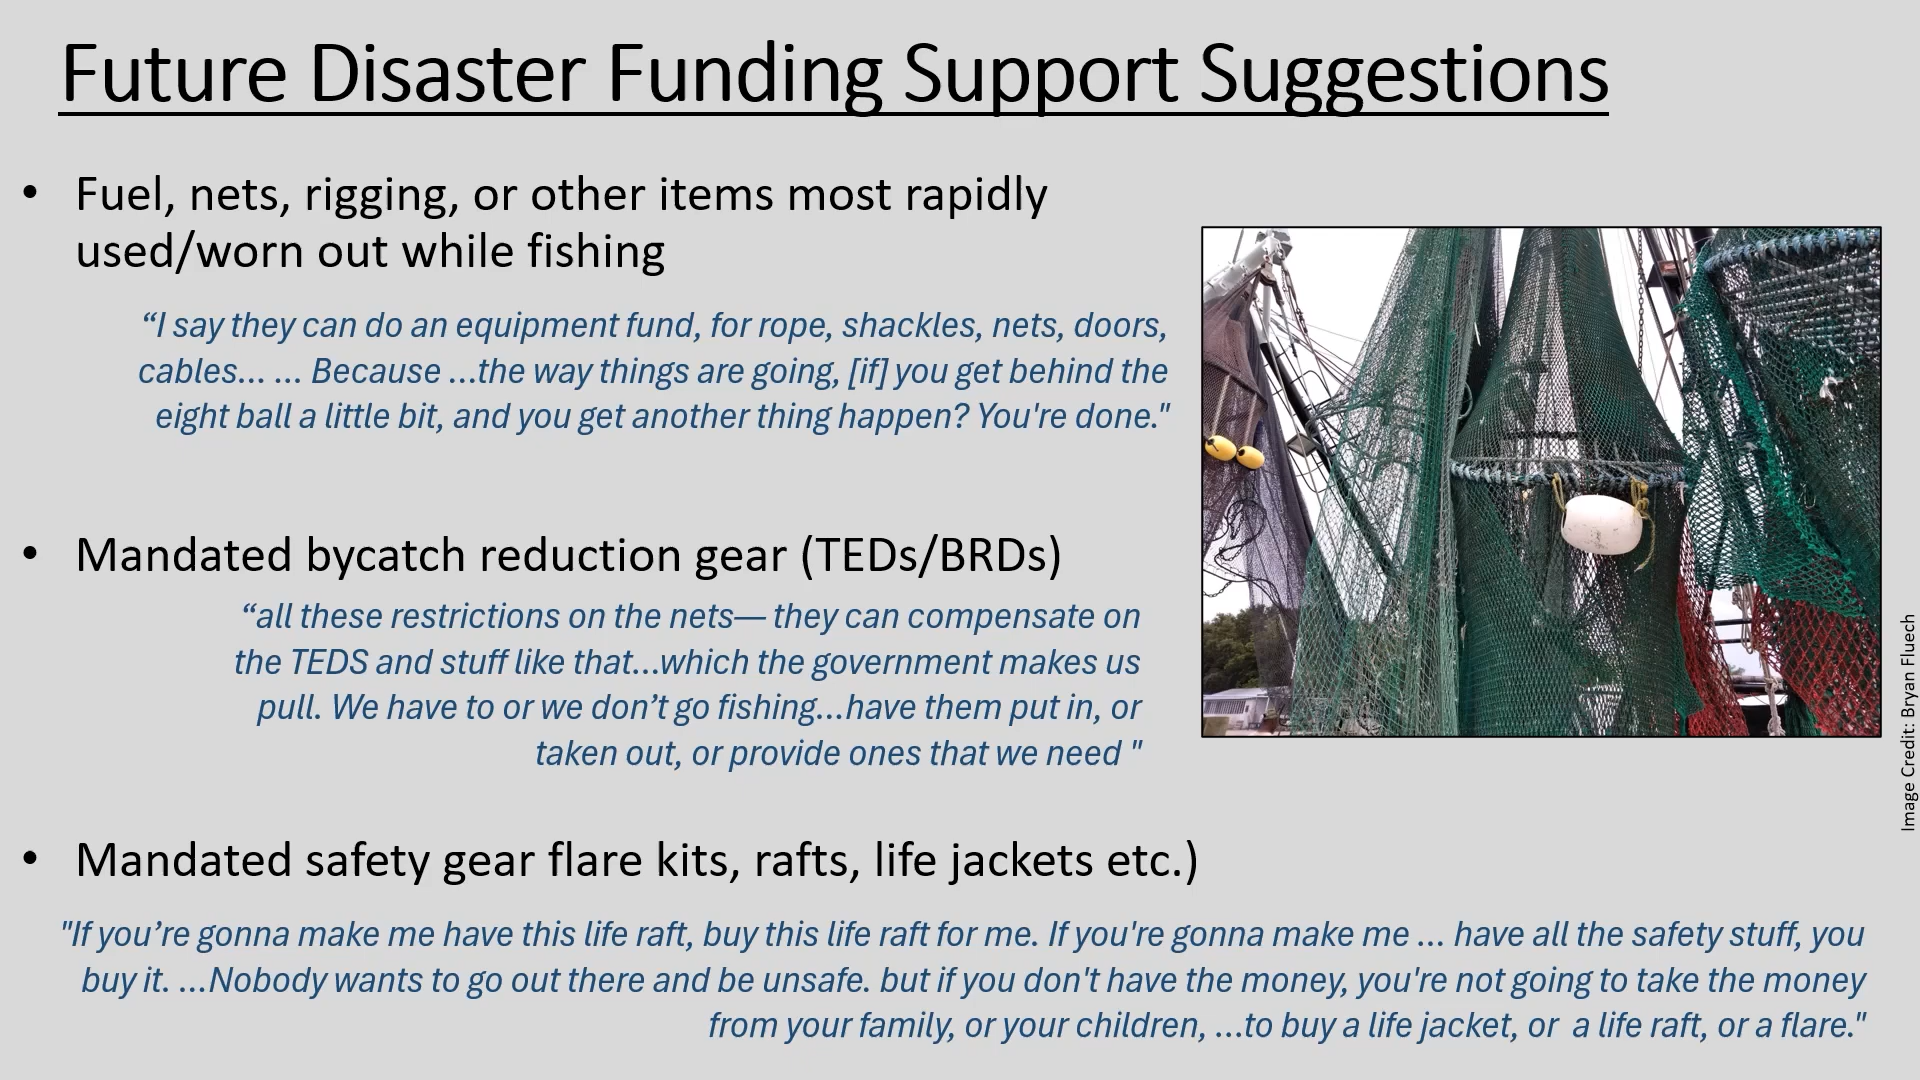 Future Disaster Funding Support Suggestions
• Fuel, nets, rigging, or other items most rapidly
used/worn out while fishing
“I say they can do an equipment fund, for rope, shackles, nets, doors,
cables... ... Because ...the way things are going, [if] you get behind the
eight ball a little bit, and you get another thing happen? You're done."
• Mandated bycatch reduction gear (TEDs/BRDs)
“all these restrictions on the nets— they can compensate on
the TEDS and stuff like that...which the government makes us
pull. We have to or we don’t go fishing...have them put in, or
taken out, or provide ones that we need "
• Mandated safety gear flare kits, rafts, life jackets etc.)
"If you’re gonna make me have this life raft, buy this life raft for me. If you're gonna make me ... have all the safety stuff, you
buy it. ...Nobody wants to go out there and be unsafe. but if you don't have the money, you're not going to take the money
from your family, or your children, ...to buy a life jacket, or  a life raft, or a flare."
Image Credit: Bryan Fluech